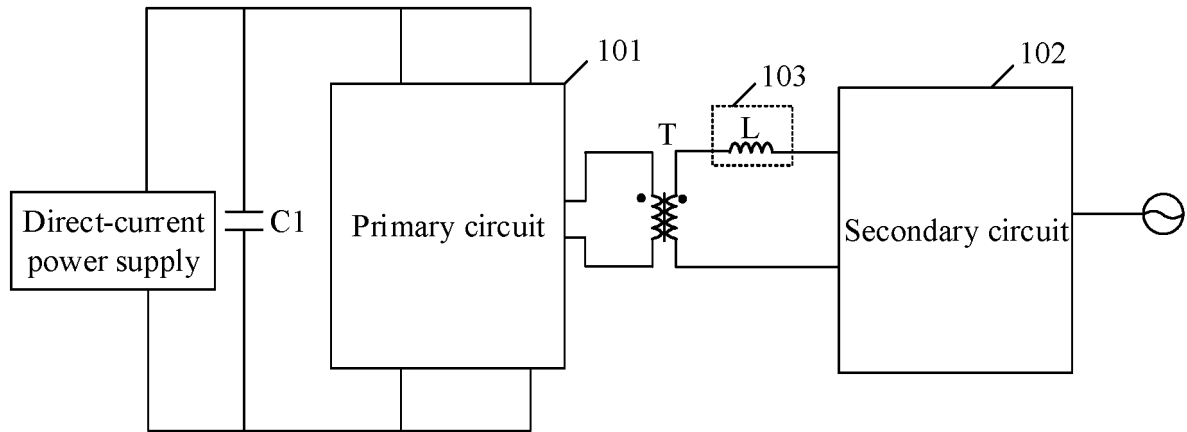 101
102
103
T
L
Direct-current
power supply
C1
Primary circuit
Secondary circuit